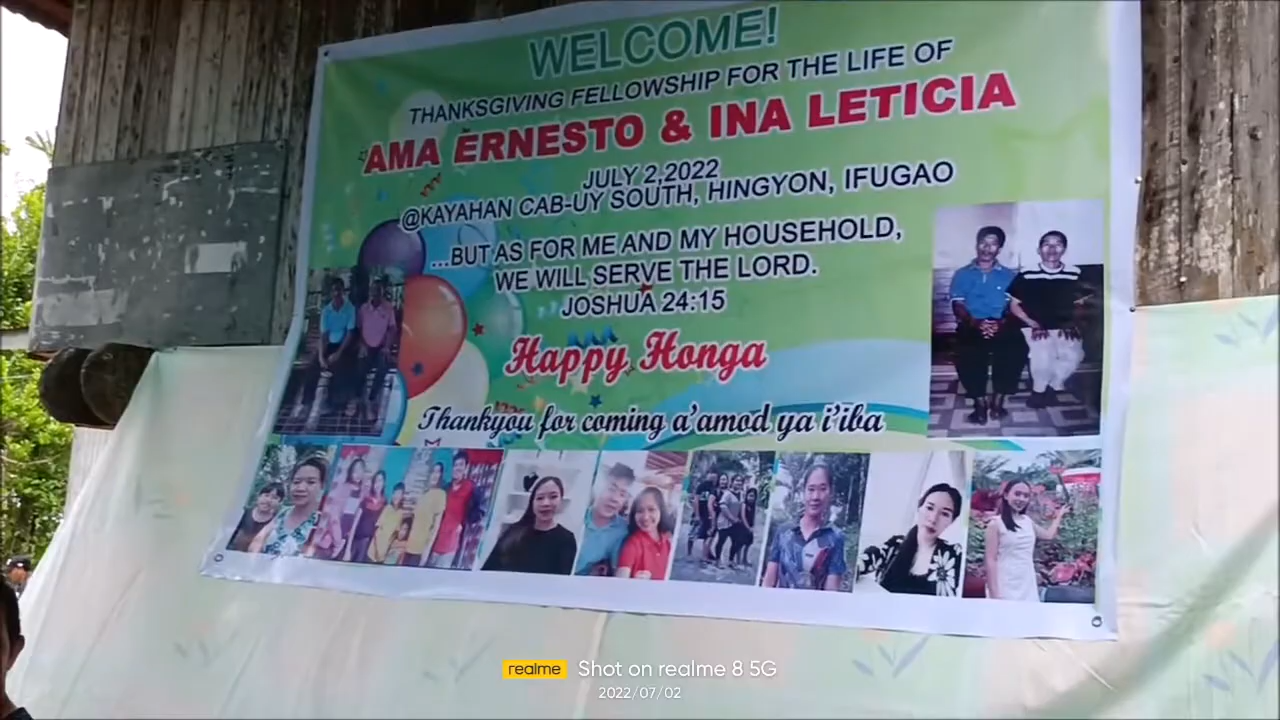 WELCOME!
THANKSGIVING FELLOWSHIP FOR THE LIFE OF
AMA ERNESTO & INA LETICIA
JULY 2,2022
@KAYAHAN CAB-UY SOUTH, HINGYON, IFUGAO
...BUT AS FOR ME AND MY HOUSEHOLD,
WE WILL SERVE THE LORD.
JOSHUA 24:15
Happy Honga
Thankyou for coming a'amod ya i'iba
realme Shot on realme 8 5G
2022/07/02